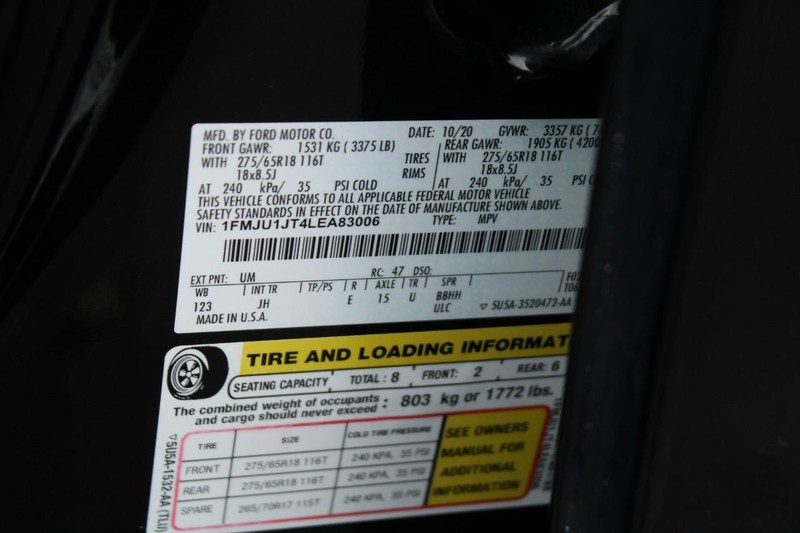 MFD. BY FORD MOTOR CO. DATE: 10/20 GVWR: 3357 KG ( 74
FRONT GAWR: 1531 KG ( 3375 LB) REAR GAWR: 1905 KG ( 4200
WITH 275/65R18 116T TIRES WITH 275/65R18 116T
18x8.5J RIMS 18x8.5J
AT 240 kPa/ 35 PSI COLD AT 240 kPa/ 35 PSI C
THIS VEHICLE CONFORMS TO ALL APPLICABLE FEDERAL MOTOR VEHICLE
SAFETY STANDARDS IN EFFECT ON THE DATE OF MANUFACTURE SHOWN ABOVE.
VIN: 1FMJU1JT4LEA83006 TYPE: MPV
EXT PNT: UM RC: 47 DSO:
WB INT TR TP/PS R AXLE TR SPR
123 JH E 15 U BBHH
ULC
MADE IN U.S.A. ▽ 5U5A-3520472-AA
TIRE AND LOADING INFORMAT
SEATING CAPACITY TOTAL : 8 FRONT: 2 REAR: 6
The combined weight of occupants and cargo should never exceed : 803 kg or 1772 lbs.
TIRE SIZE COLD TIRE PRESSURE
FRONT 275/65R18 116T 240 KPA, 35 PSI
REAR 275/65R18 116T 240 KPA, 35 PSI
SPARE 265/70R17 115T 240 KPA, 35 PSI
SEE OWNERS
MANUAL FOR
ADDITIONAL
INFORMATION
▽5U5A-1532-AA (TU)